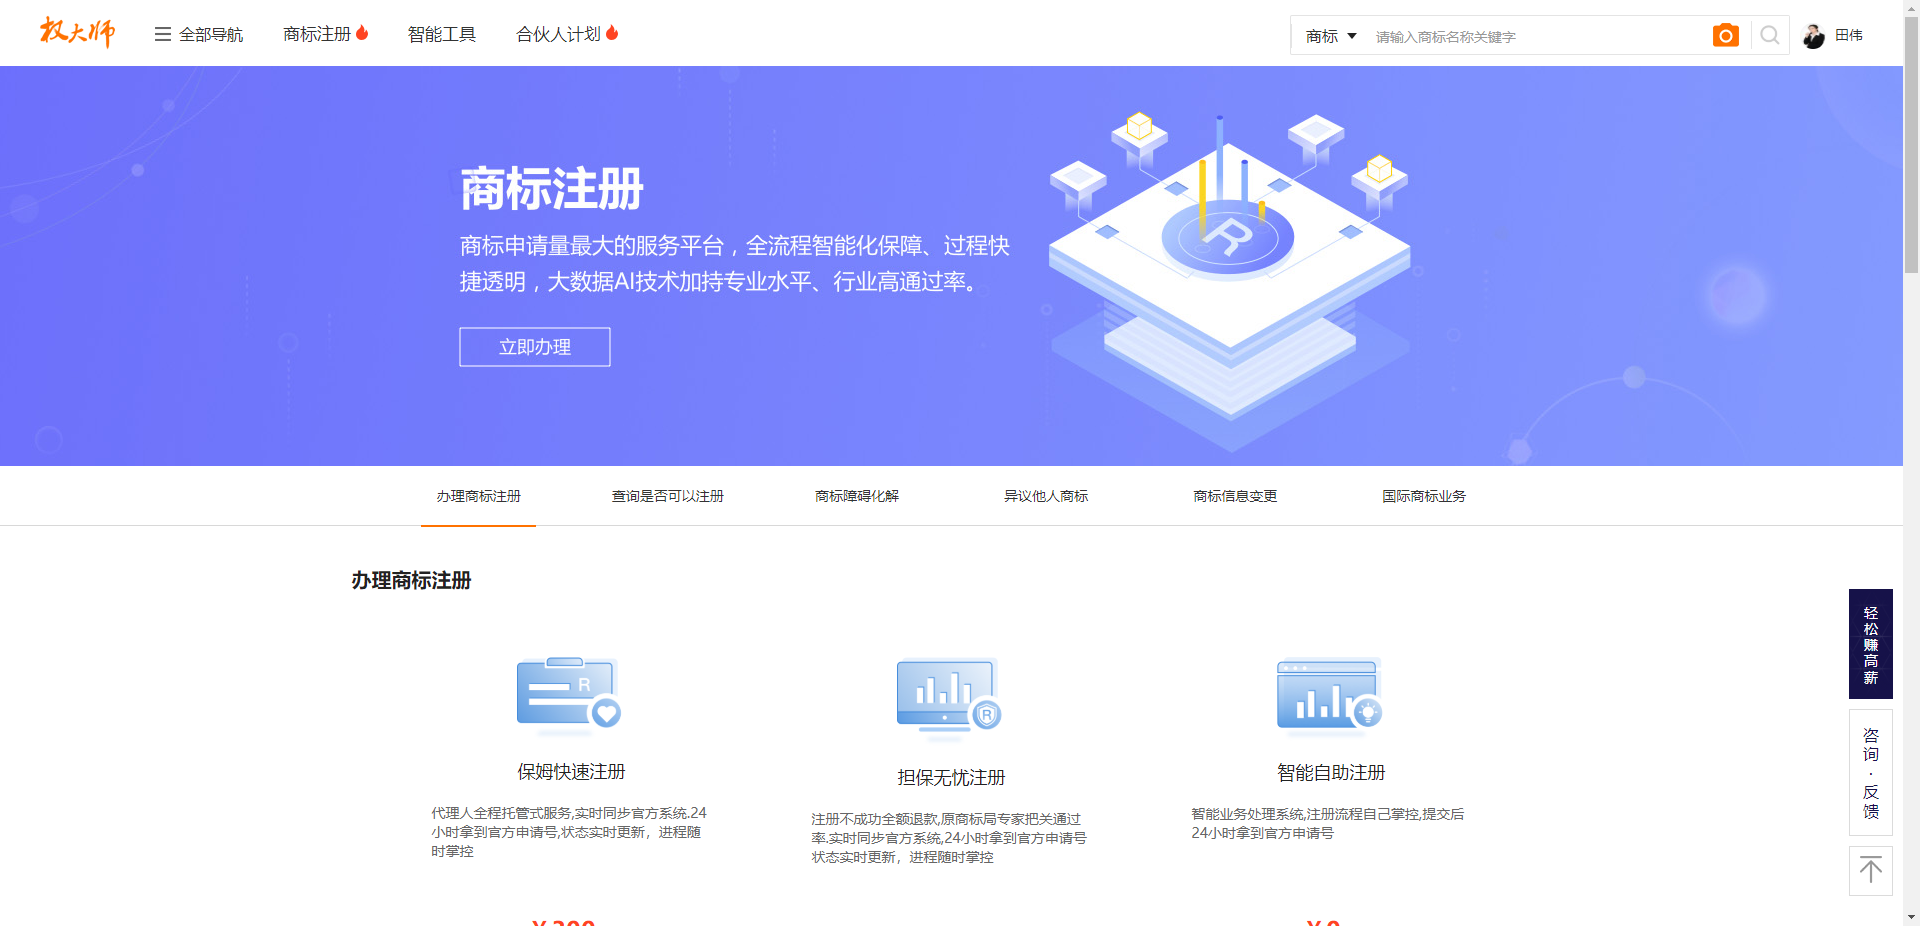 权大师
全部导航
商标注册
智能工具
合伙人计划
商标
请输入商标名称关键字
田伟
商标注册
商标申请量最大的服务平台，全流程智能化保障、过程快
捷透明，大数据AI技术加持专业水平、行业高通过率。
立即办理
R
办理商标注册
查询是否可以注册
商标障碍化解
异议他人商标
商标信息变更
国际商标业务
办理商标注册
R
R
保姆快速注册
代理人全程托管式服务,实时同步官方系统.24
小时拿到官方申请号,状态实时更新，进程随
时掌控
担保无忧注册
注册不成功全额退款,原商标局专家把关通过
率.实时同步官方系统,24小时拿到官方申请号
状态实时更新，进程随时掌控
智能自助注册
智能业务处理系统,注册流程自己掌控,提交后
24小时拿到官方申请号
轻松赚高薪
咨询·反馈